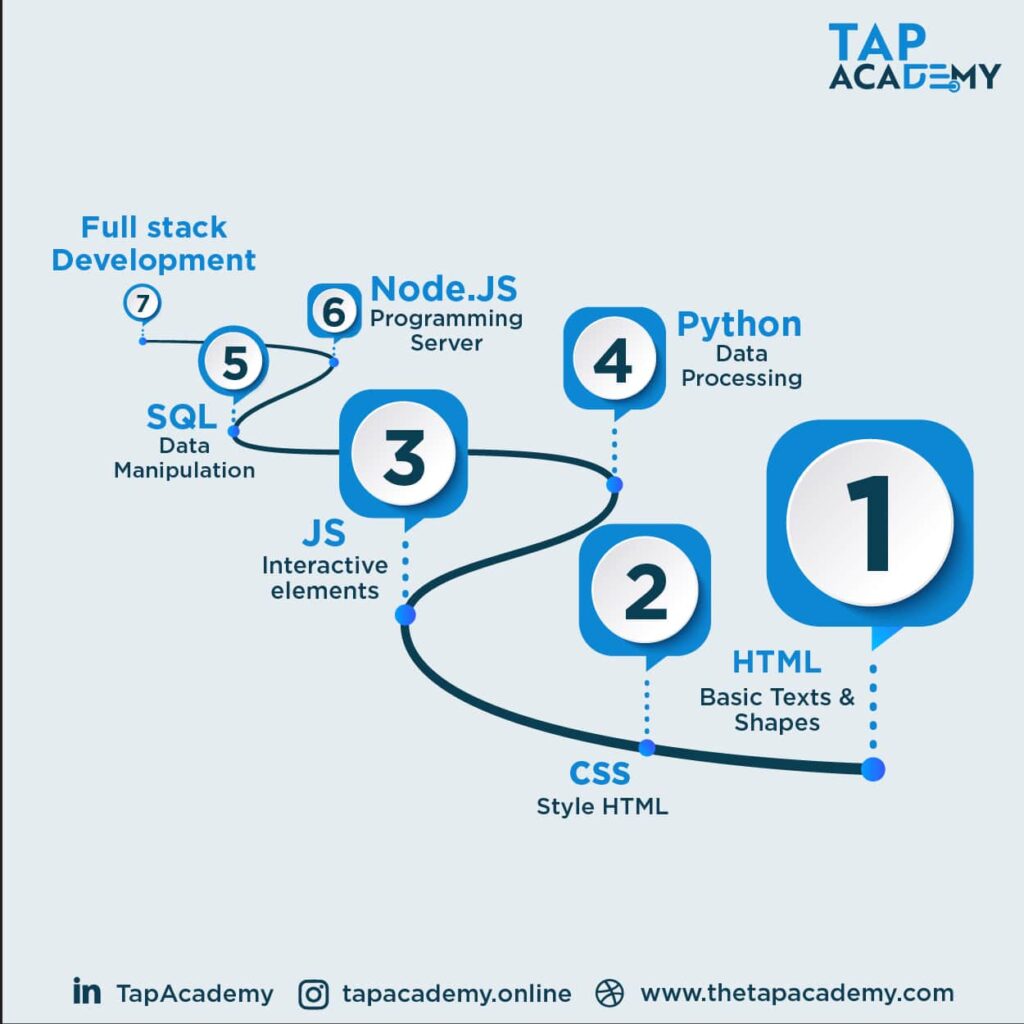 TAP
ACADEMY
Full stack
Development
7
6
Node.JS
Programming
Server
5
SQL
Data
Manipulation
4
Python
Data
Processing
3
JS
Interactive
elements
2
CSS
Style HTML
1
HTML
Basic Texts &
Shapes
in TapAcademy
tapacademy.online
www.thetapacademy.com